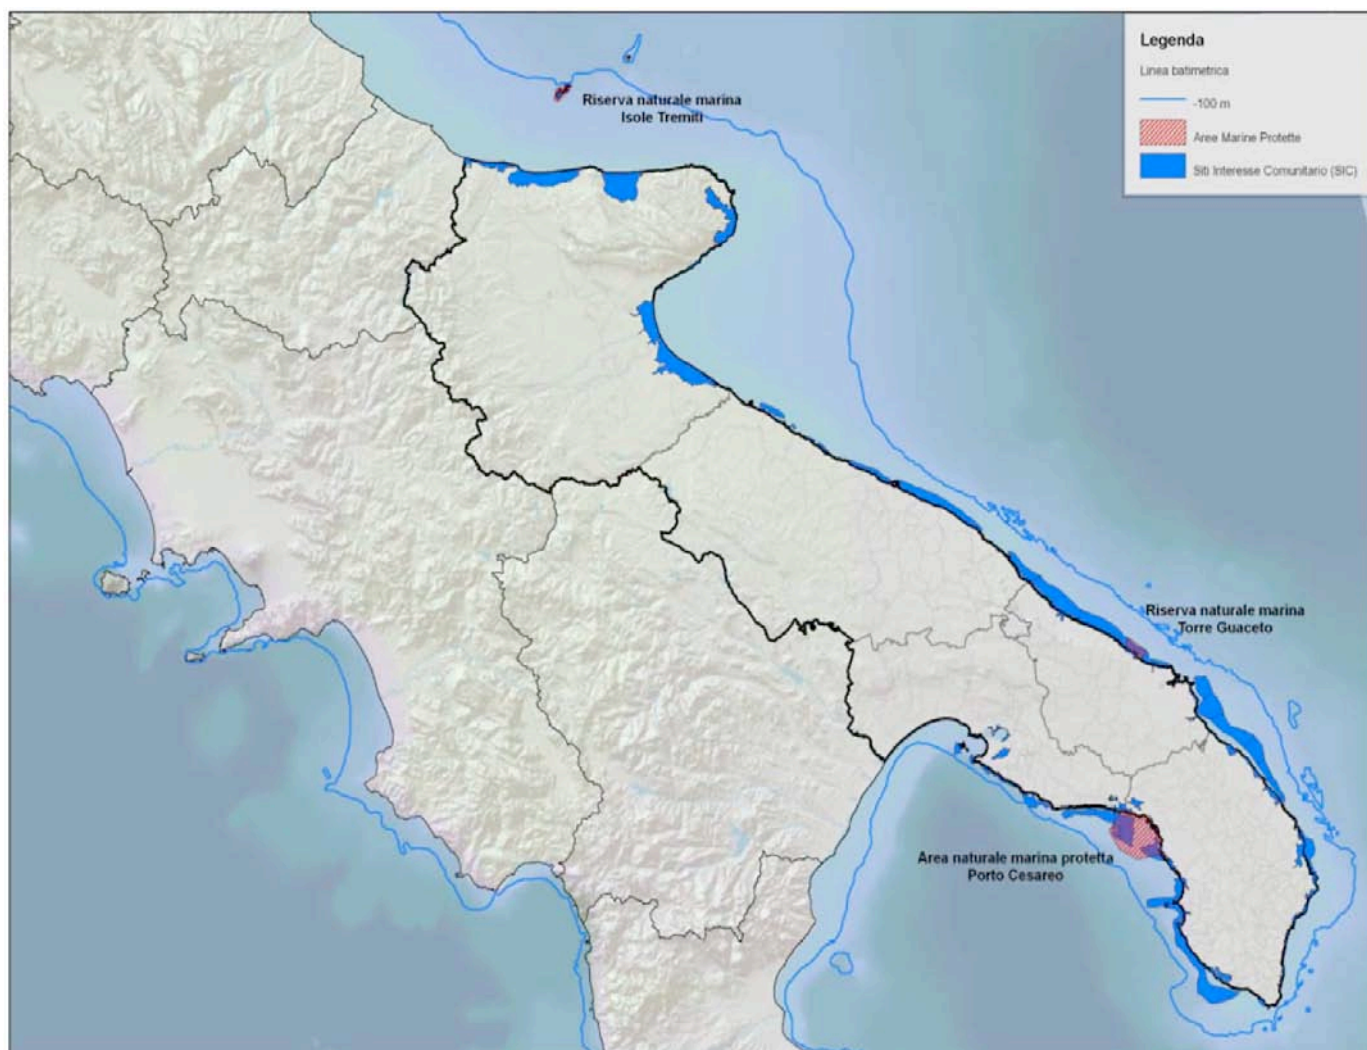 Legenda
Linea batimetrica
-100 m
Aree Marine Protette
Siti Interesse Comunitario (SIC)
Riserva naturale marina
Isole Tremiti
Riserva naturale marina
Torre Guaceto
Area naturale marina protetta
Porto Cesareo